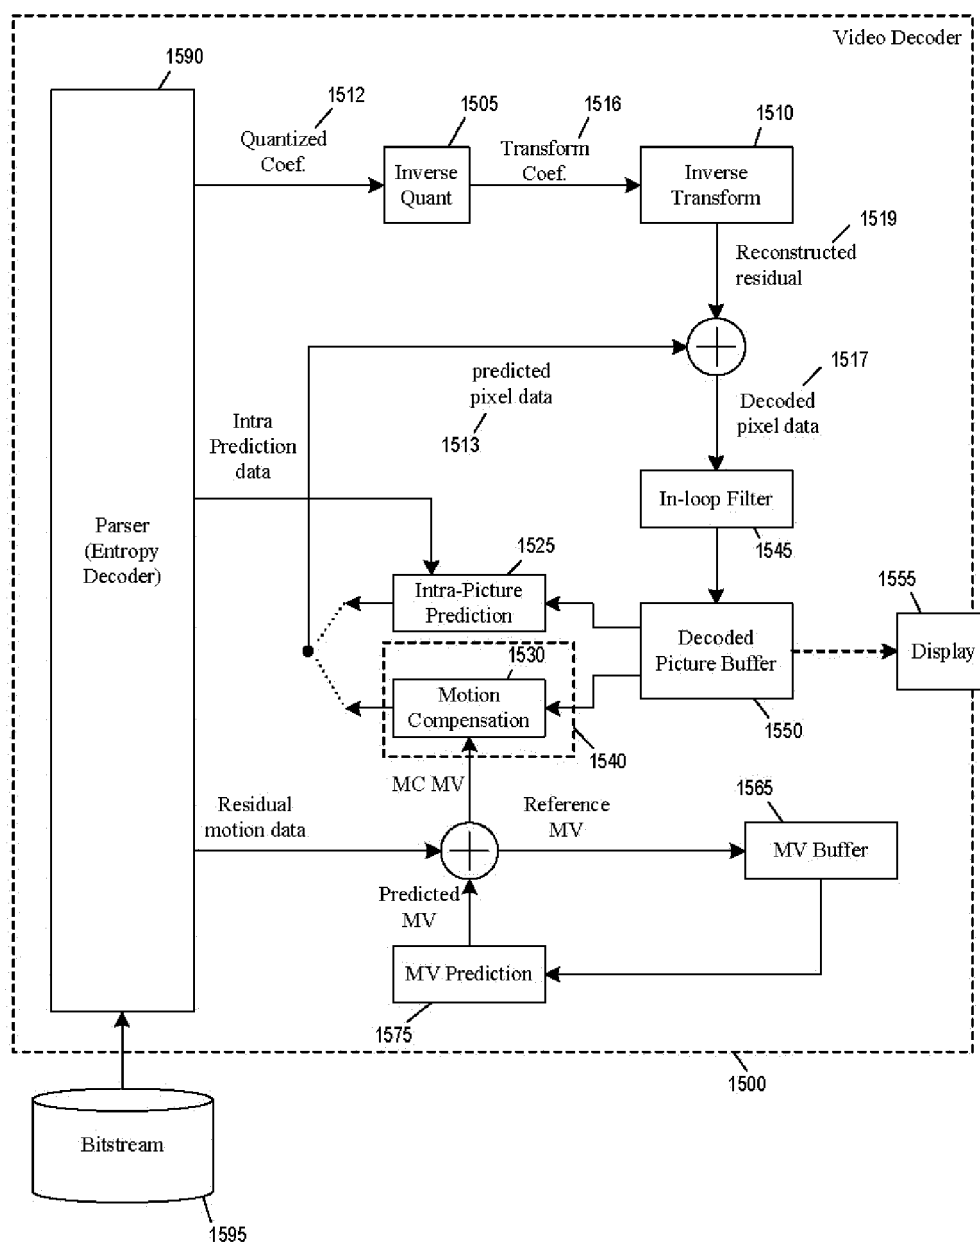 Video Decoder
1590
1512
Quantized
Coef.
1505
Inverse
Quant
1516
Transform
Coef.
1510
Inverse
Transform
1519
Reconstructed
residual
predicted
pixel data
1513
1517
Decoded
pixel data
Intra
Prediction
data
In-loop Filter
1545
Parser
(Entropy
Decoder)
1525
Intra-Picture
Prediction
1530
Motion
Compensation
1540
Decoded
Picture Buffer
1550
1555
Display
MC MV
Residual
motion data
Reference
MV
1565
MV Buffer
Predicted
MV
MV Prediction
1575
1500
Bitstream
1595